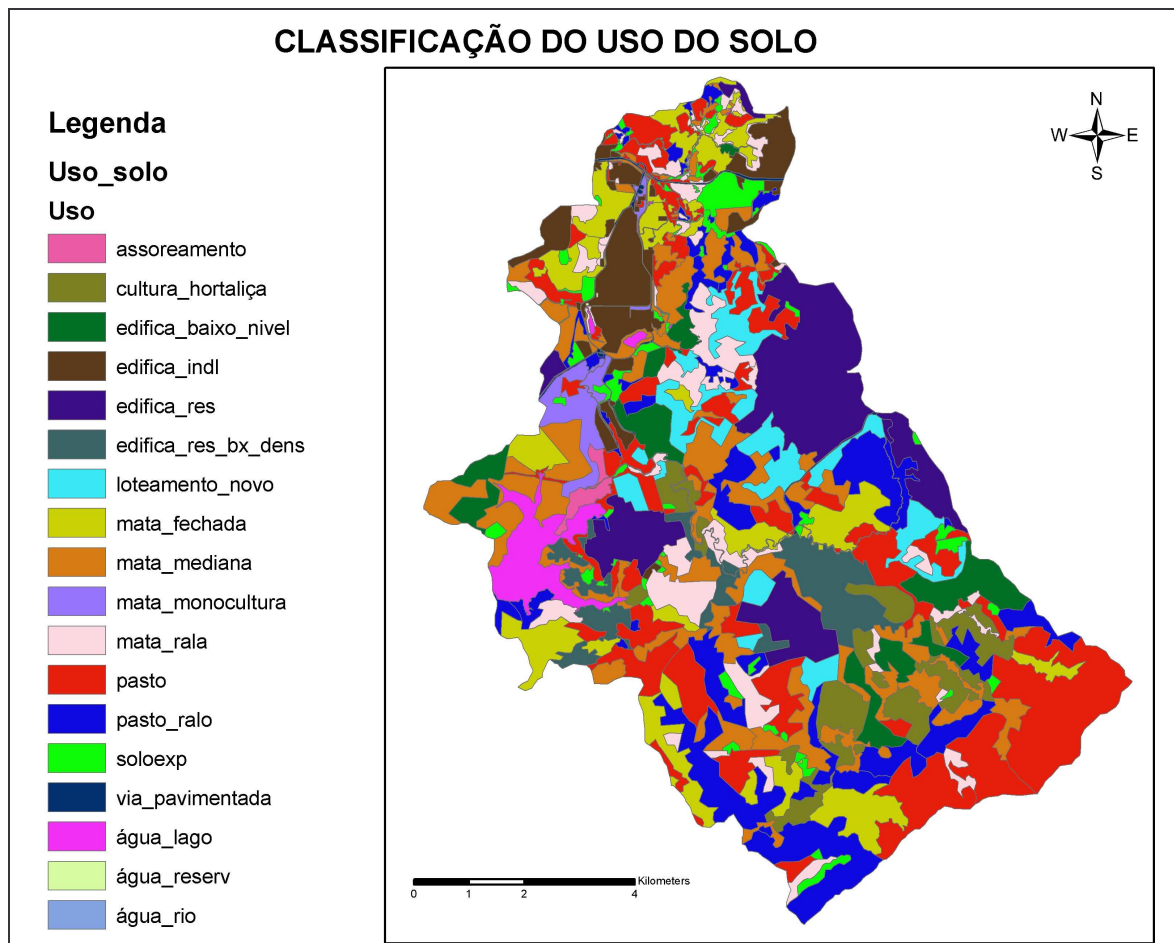 CLASSIFICAÇÃO DO USO DO SOLO
Legenda
Uso_solo
Uso
assoreamento
cultura_hortaliça
edifica_baixo_nivel
edifica_indl
edifica_res
edifica_res_bx_dens
loteamento_novo
mata_fechada
mata_mediana
mata_monocultura
mata_rala
pasto
pasto_ralo
soloexp
via_pavimentada
água_lago
água_reserv
água_rio
N
W E
S
Kilometers
0 1 2 4